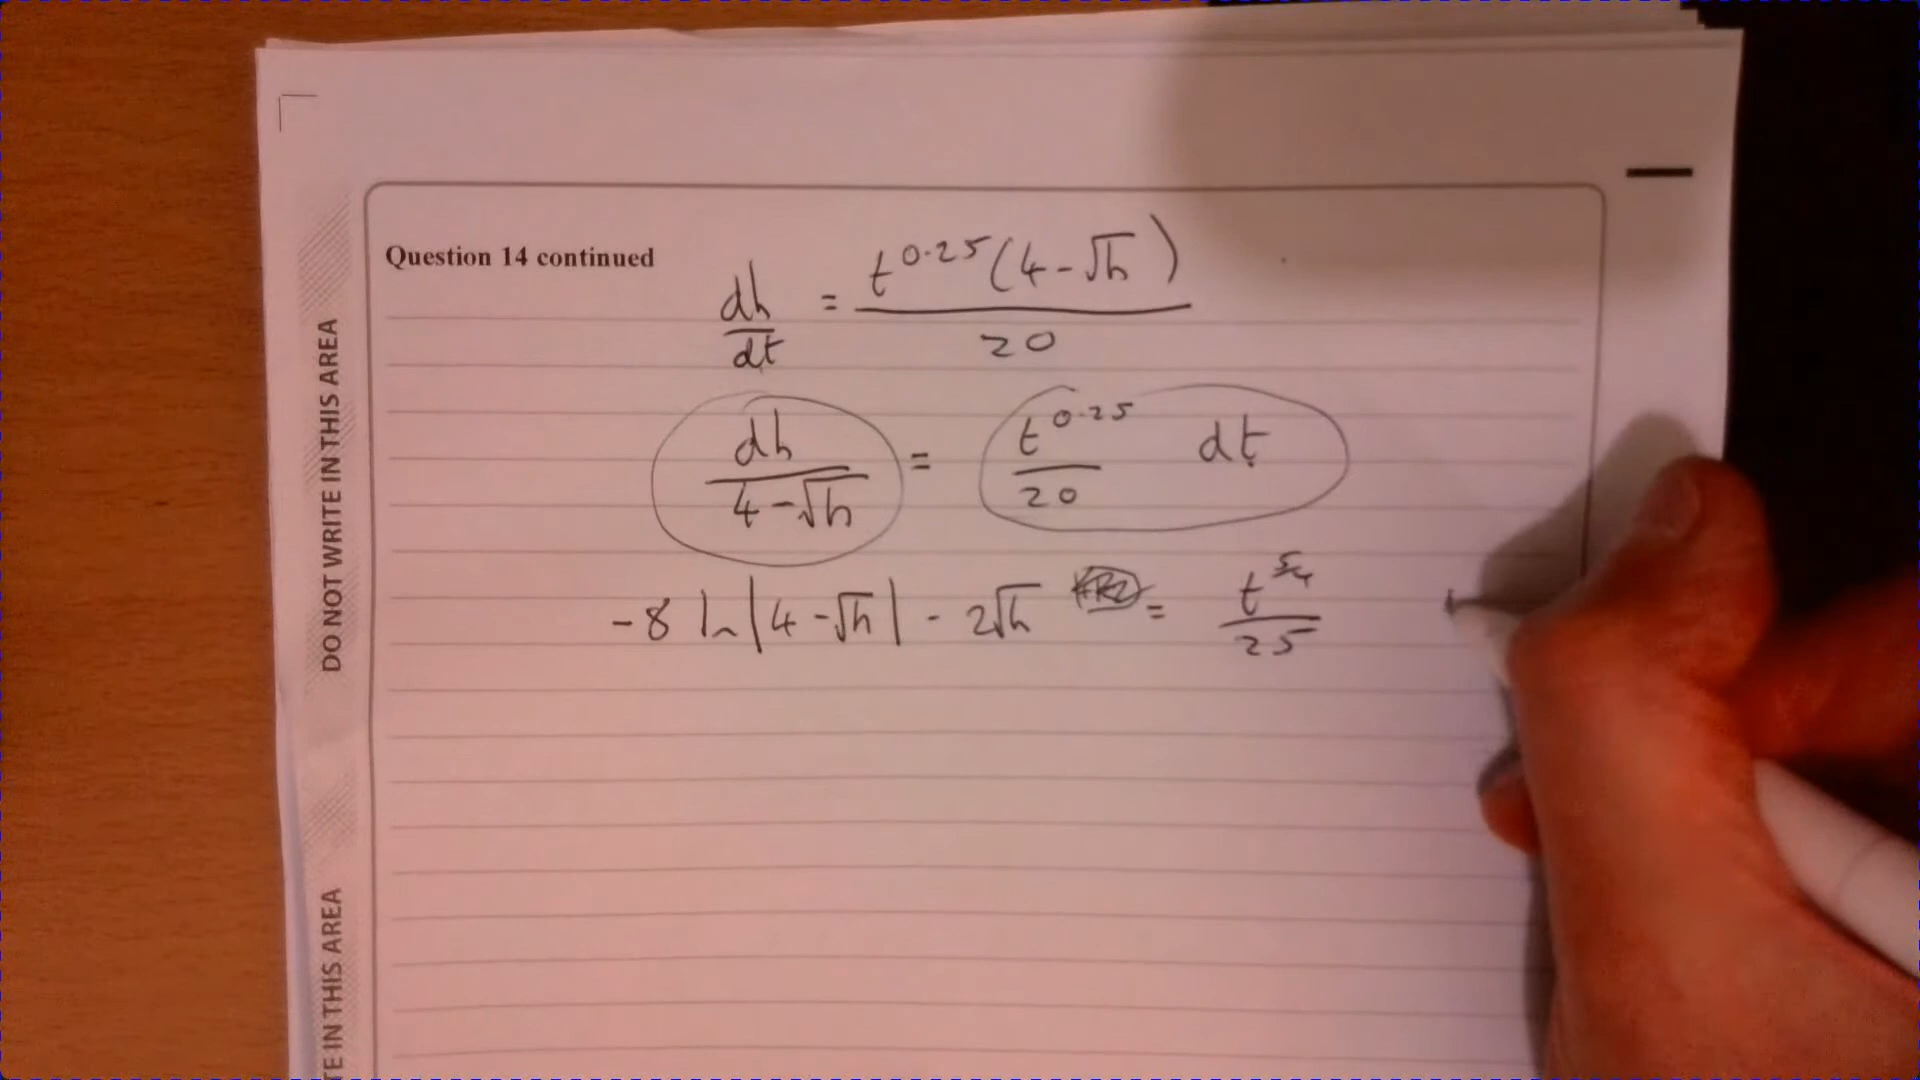 Question 14 continued
dh/dt = t^0.25(4-√h)/20
dh/(4-√h) = t^0.25/20 dt
-8 ln|4-√h| - 2√h = t^5/4/25
DO NOT WRITE IN THIS AREA
TE IN THIS AREA